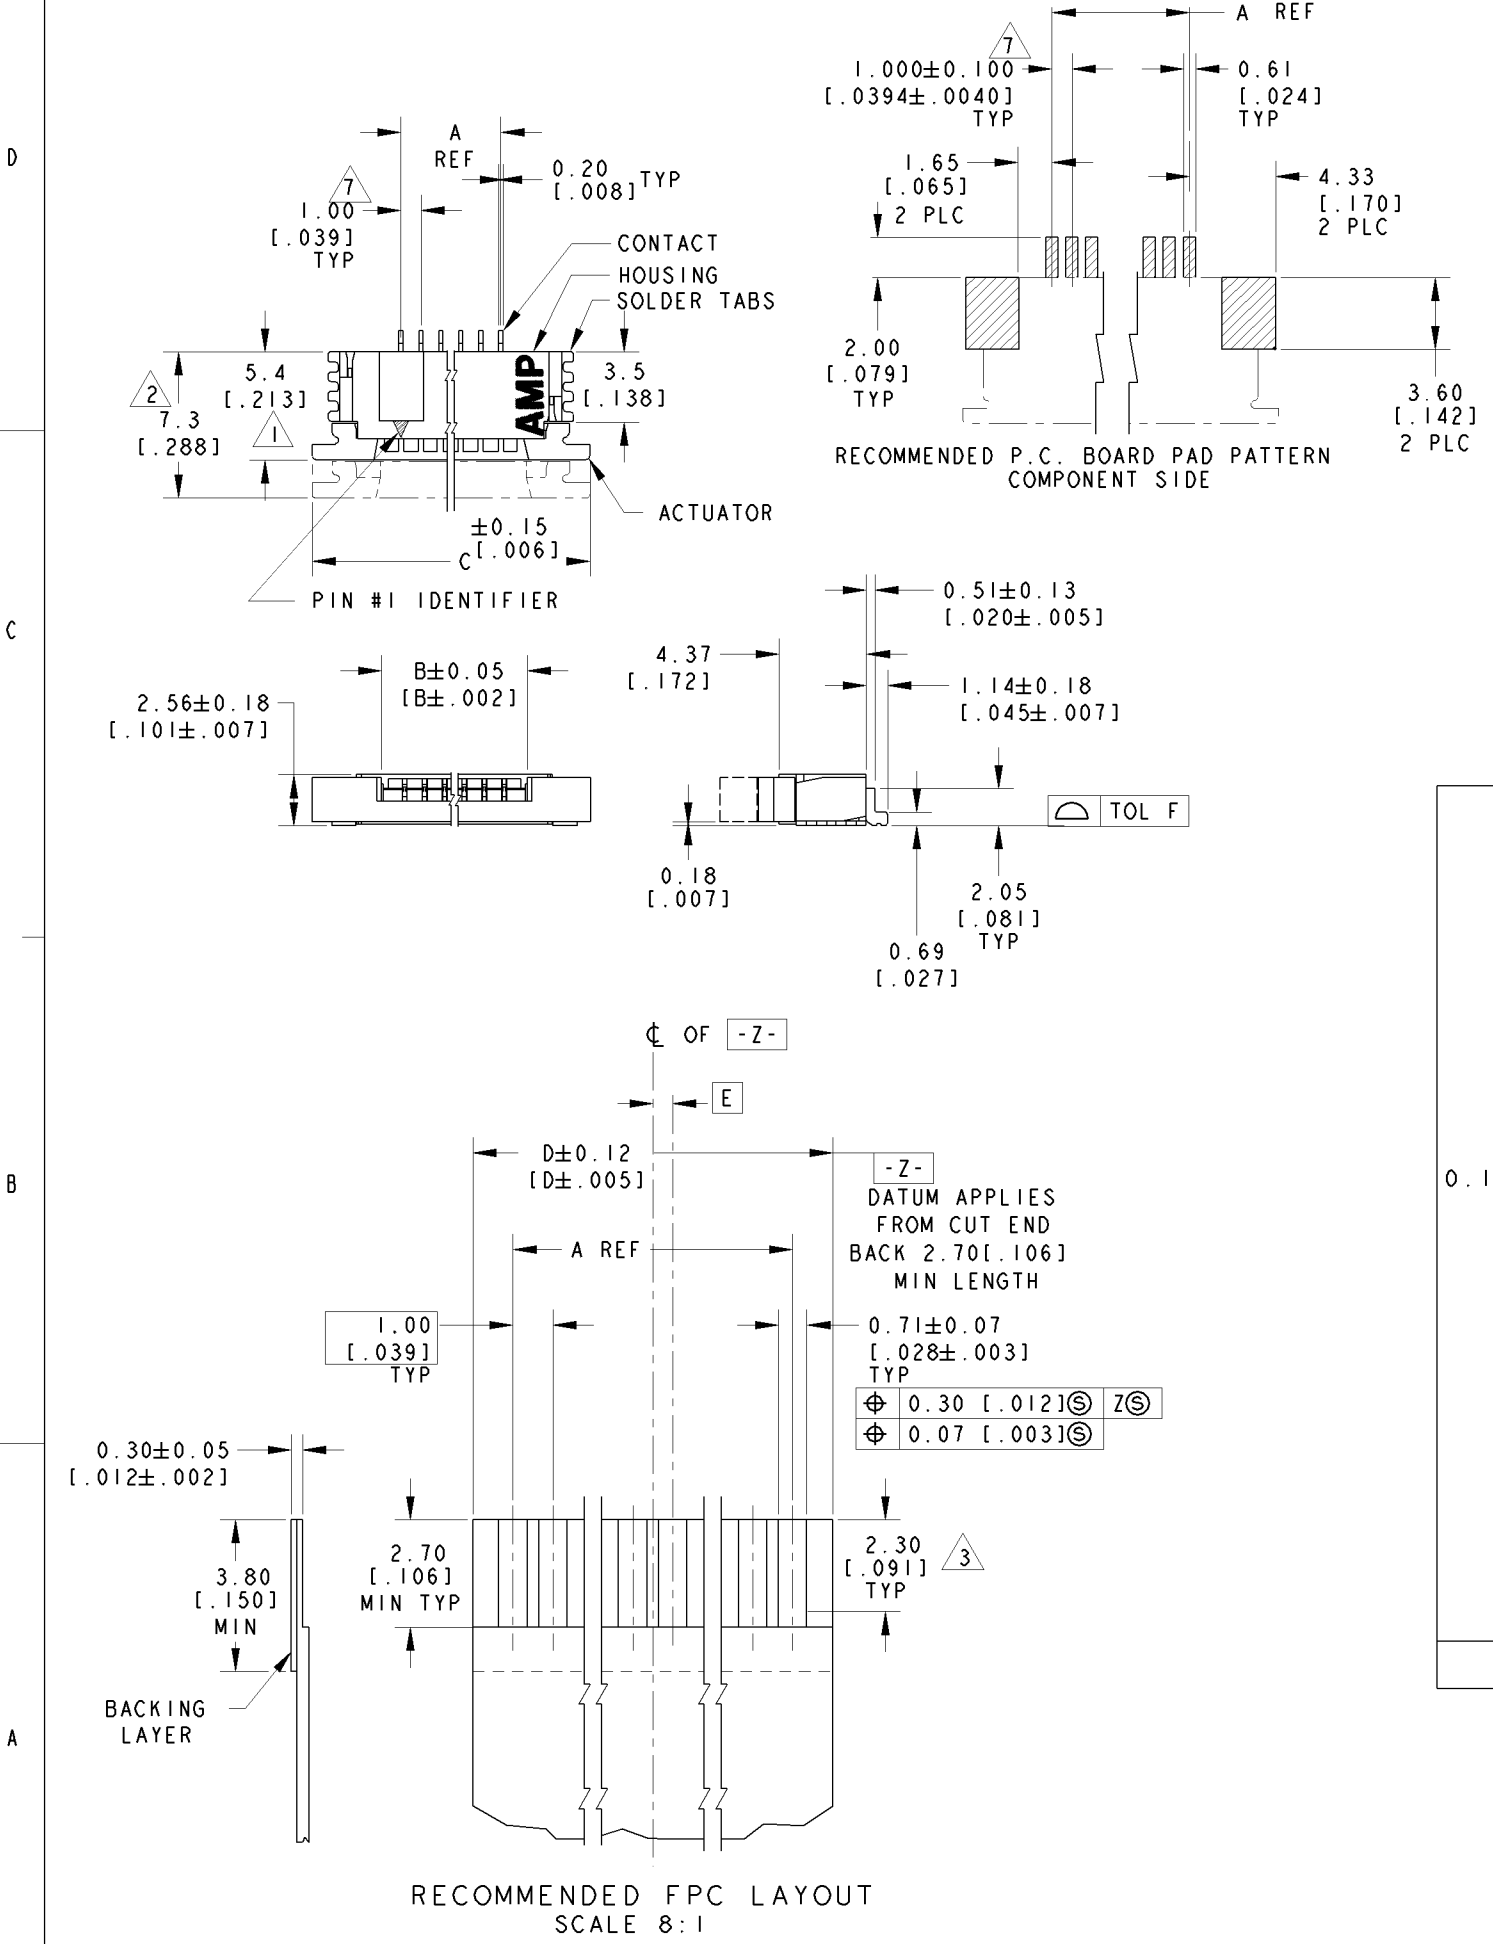 D
A
REF
0.20
[.008] TYP
7
1.00
[.039]
TYP
CONTACT
HOUSING
SOLDER TABS
AMP
2
5.4
[.213]
7.3
[.288]
1
3.5
[.138]
ACTUATOR
±0.15
[.006]
C
PIN #1 IDENTIFIER
A REF
7
1.000±0.100
[.0394±.0040]
TYP
0.61
[.024]
TYP
1.65
[.065]
2 PLC
4.33
[.170]
2 PLC
2.00
[.079]
TYP
3.60
[.142]
2 PLC
RECOMMENDED P.C. BOARD PAD PATTERN
COMPONENT SIDE
C
B±0.05
[B±.002]
2.56±0.18
[.101±.007]
0.51±0.13
[.020±.005]
4.37
[.172]
1.14±0.18
[.045±.007]
⌓ TOL F
0.18
[.007]
2.05
[.081]
TYP
0.69
[.027]
℄ OF -Z-
E
B
D±0.12
[D±.005]
-Z-
DATUM APPLIES
FROM CUT END
BACK 2.70[.106]
MIN LENGTH
0.1
A REF
1.00
[.039]
TYP
0.71±0.07
[.028±.003]
TYP
⌖ 0.30 [.012]Ⓢ ZⓈ
⌖ 0.07 [.003]Ⓢ
0.30±0.05
[.012±.002]
3.80
[.150]
MIN
2.70
[.106]
MIN TYP
2.30
[.091]
TYP
3
BACKING
LAYER
A
RECOMMENDED FPC LAYOUT
SCALE 8:1